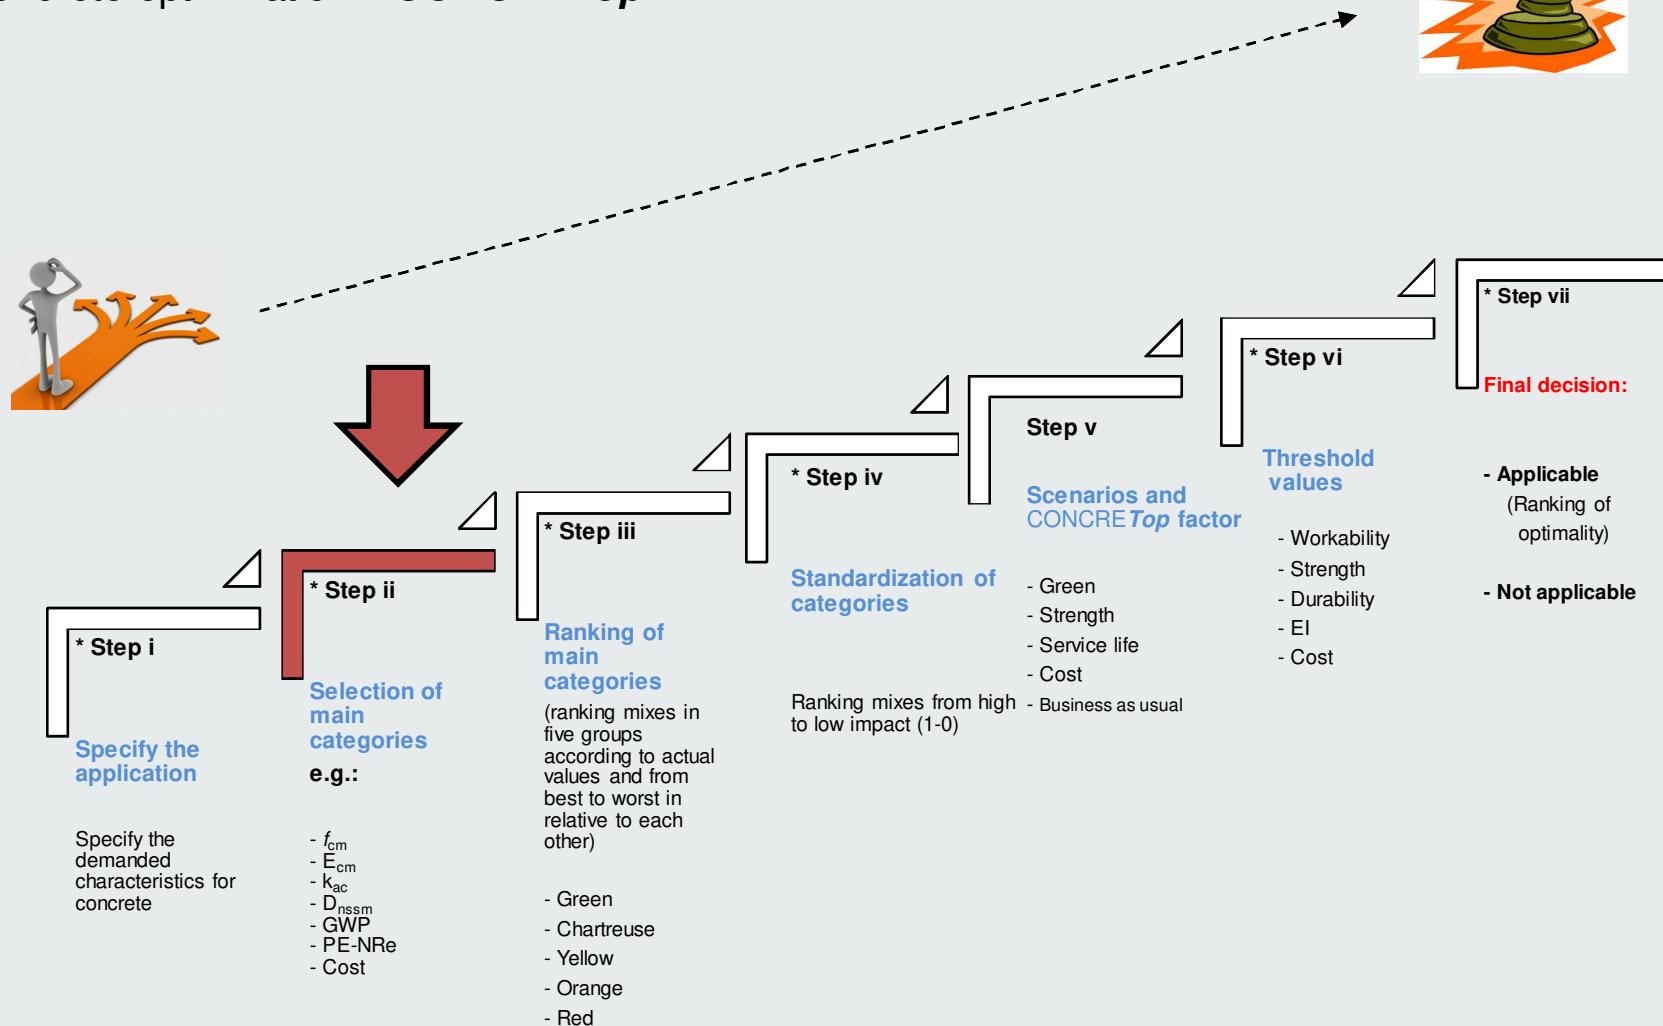 * Step i
Specify the
application
Specify the
demanded
characteristics for
concrete
* Step ii
Selection of
main
categories
e.g.:
- fcm
- Ecm
- kac
- Dnssm
- GWP
- PE-NRe
- Cost
* Step iii
Ranking of
main
categories
(ranking mixes in
five groups
according to actual
values and from
best to worst in
relative to each
other)
- Green
- Chartreuse
- Yellow
- Orange
- Red
* Step iv
Standardization of
categories
Ranking mixes from high
to low impact (1-0)
Step v
Scenarios and
CONCRETop factor
- Green
- Strength
- Service life
- Cost
- Business as usual
* Step vi
Threshold
values
- Workability
- Strength
- Durability
- EI
- Cost
* Step vii
Final decision:
- Applicable
(Ranking of
optimality)
- Not applicable